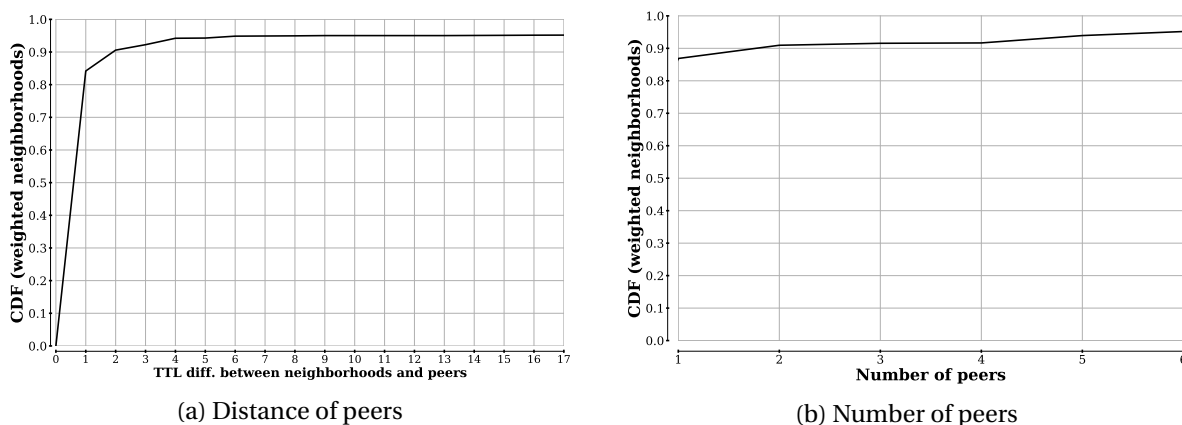 CDF (weighted neighborhoods)
1.0
0.9
0.8
0.7
0.6
0.5
0.4
0.3
0.2
0.1
0.0
0 1 2 3 4 5 6 7 8 9 10 11 12 13 14 15 16 17
TTL diff. between neighborhoods and peers
(a) Distance of peers
CDF (weighted neighborhoods)
1.0
0.9
0.8
0.7
0.6
0.5
0.4
0.3
0.2
0.1
0.0
1 2 3 4 5 6
Number of peers
(b) Number of peers